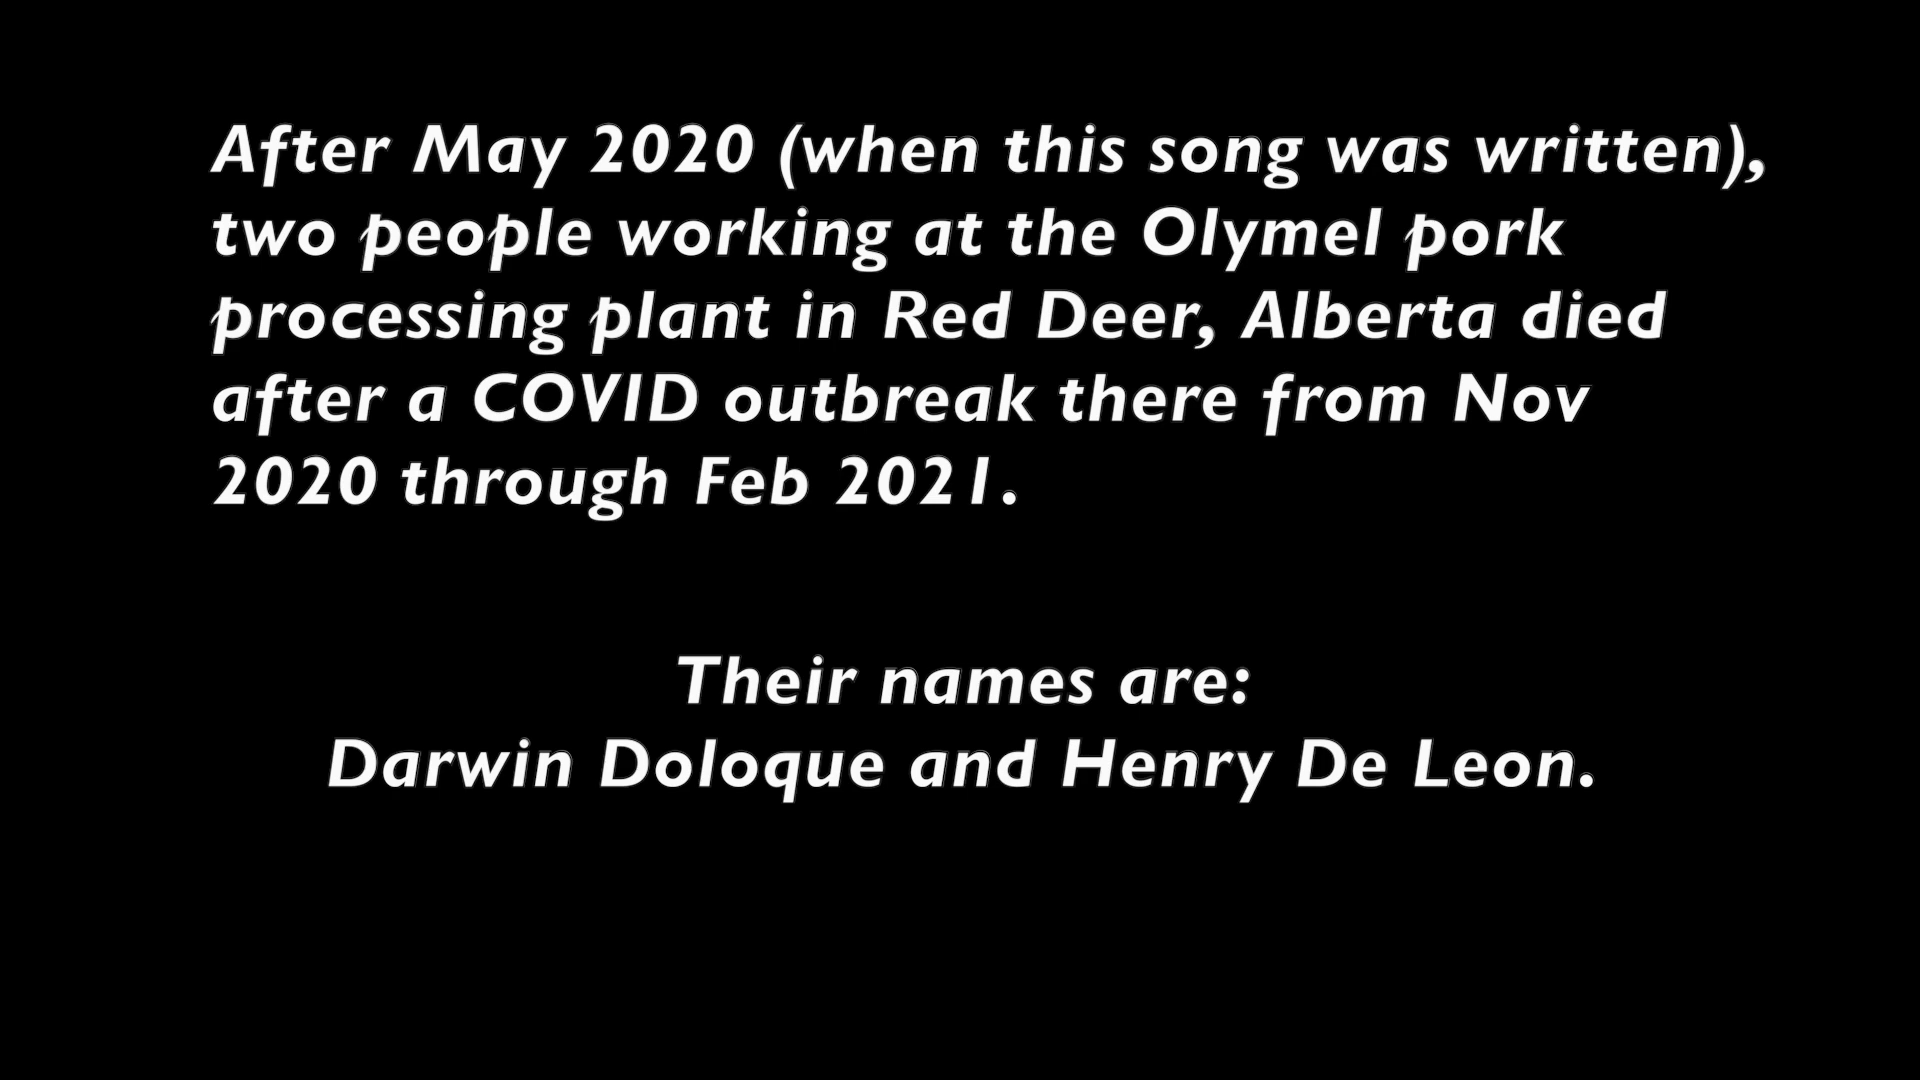 After May 2020 (when this song was written),
two people working at the Olymel pork
processing plant in Red Deer, Alberta died
after a COVID outbreak there from Nov
2020 through Feb 2021.
Their names are:
Darwin Doloque and Henry De Leon.